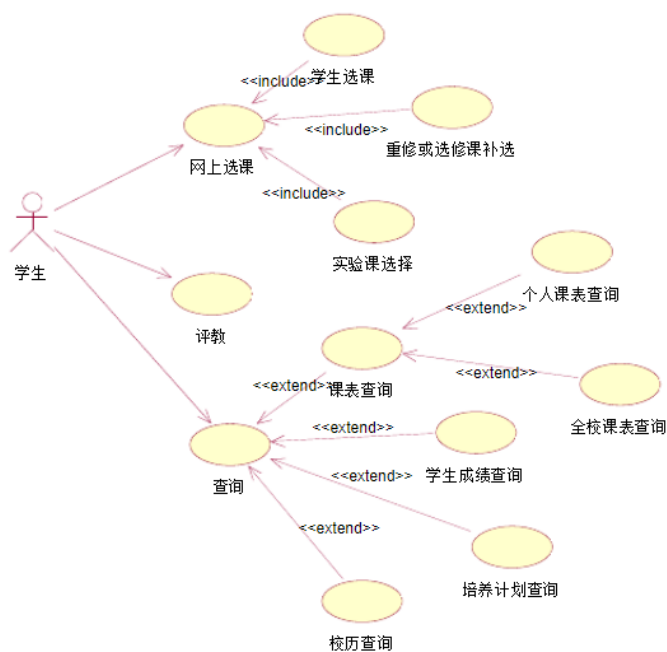 学生选课
<<include>>
重修或选修课补选
<<include>>
网上选课
<<include>>
实验课选择
学生
个人课表查询
<<extend>>
评教
课表查询
<<extend>>
<<extend>>
全校课表查询
<<extend>>
学生成绩查询
查询
<<extend>>
<<extend>>
培养计划查询
校历查询